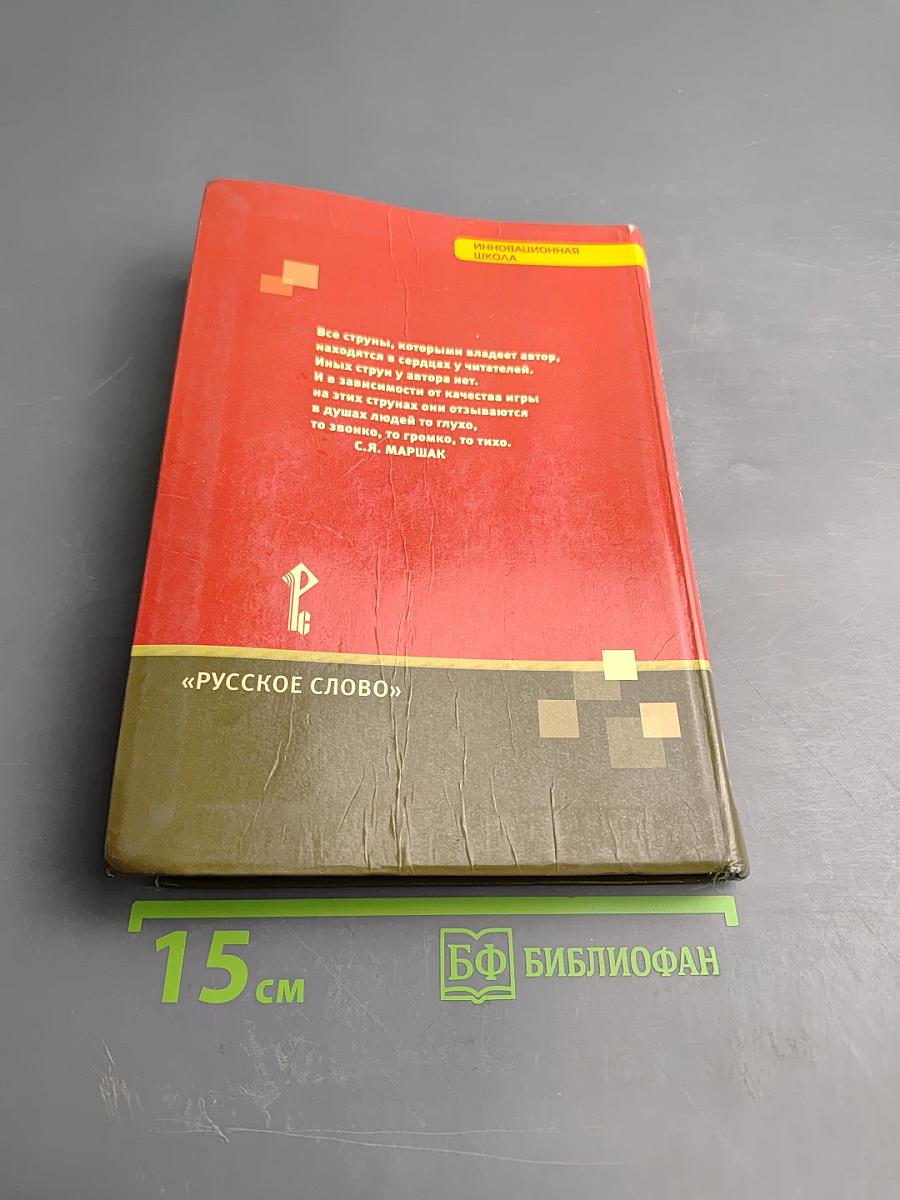 ИННОВАЦИОННАЯ
ШКОЛА
Все струны, которыми владеет автор,
находятся в сердцах у читателей.
Иных струн у автора нет.
И в зависимости от качества игры
на этих струнах они отзываются
в душах людей то глухо,
то звонко, то громко, то тихо.
С.Я. МАРШАК
РС
«РУССКОЕ СЛОВО»
15 см
БФ БИБЛИОФАН